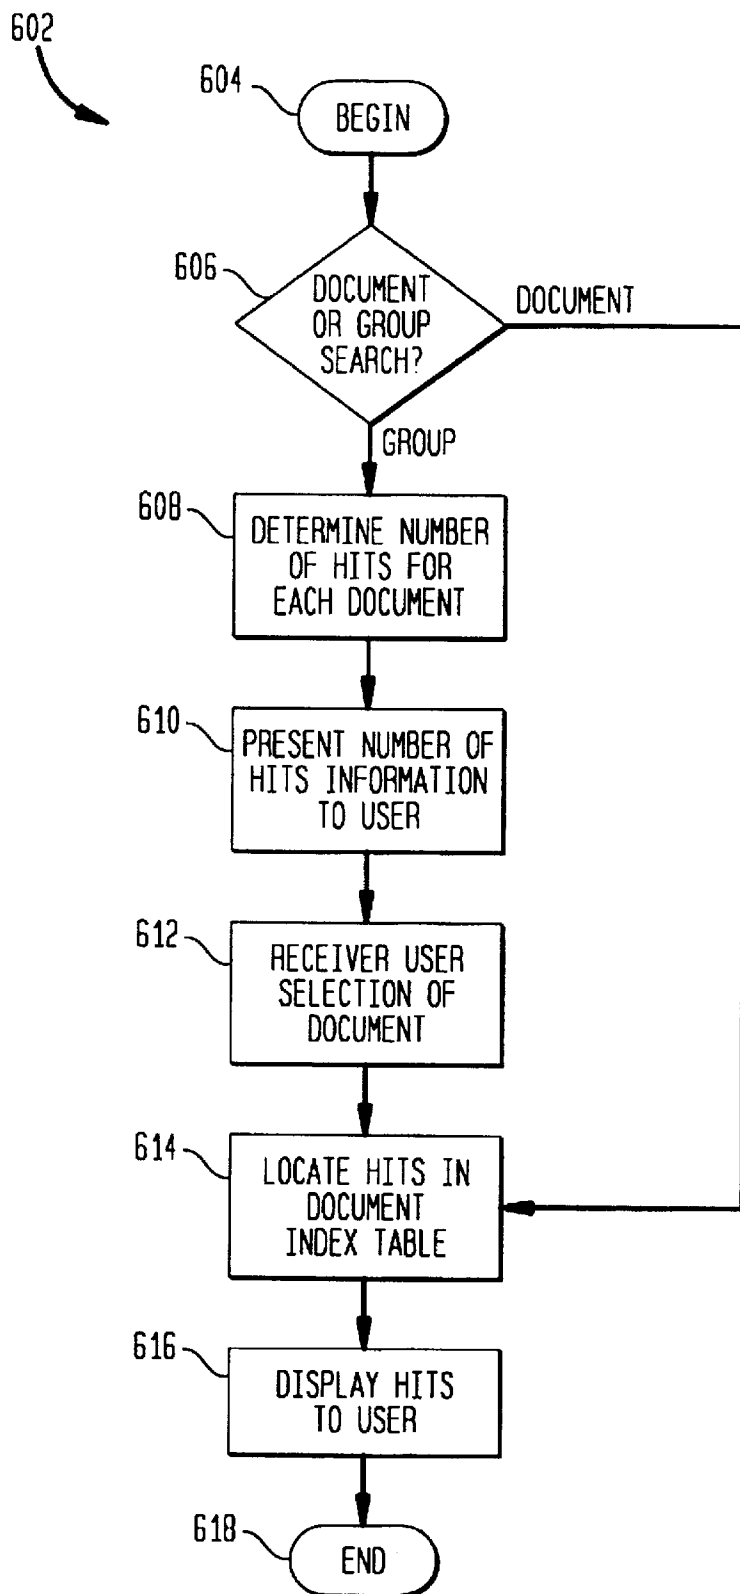 602
604
BEGIN
606
DOCUMENT
OR GROUP
SEARCH?
DOCUMENT
GROUP
608
DETERMINE NUMBER
OF HITS FOR
EACH DOCUMENT
610
PRESENT NUMBER OF
HITS INFORMATION
TO USER
612
RECEIVER USER
SELECTION OF
DOCUMENT
614
LOCATE HITS IN
DOCUMENT
INDEX TABLE
616
DISPLAY HITS
TO USER
618
END